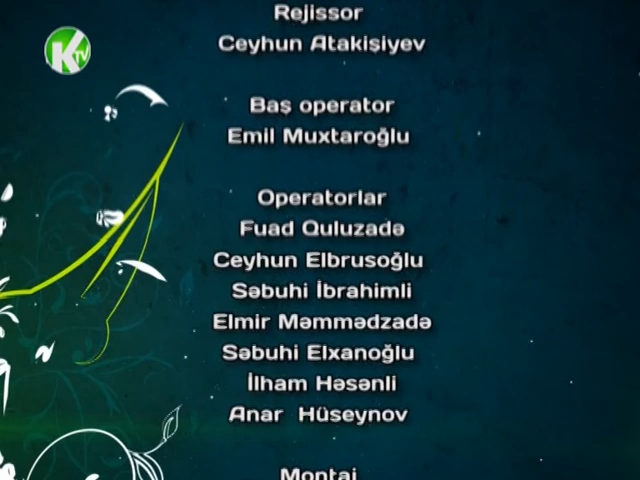 Rejissor
Ceyhun Atakişiyev
KTV
Baş operator
Emil Muxtaroğlu
Operatorlar
Fuad Quluzadə
Ceyhun Elbrusoğlu
Səbuhi İbrahimli
Elmir Məmmədzadə
Səbuhi Elxanoğlu
İlham Həsənli
Anar Hüseynov
Montaj